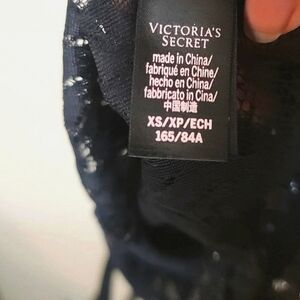 VICTORIA'S
SECRET
made in China/
fabriqué en Chine/
hecho en China/
fabbricato in Cina/
中国制造
XS/XP/ECH
165/84A